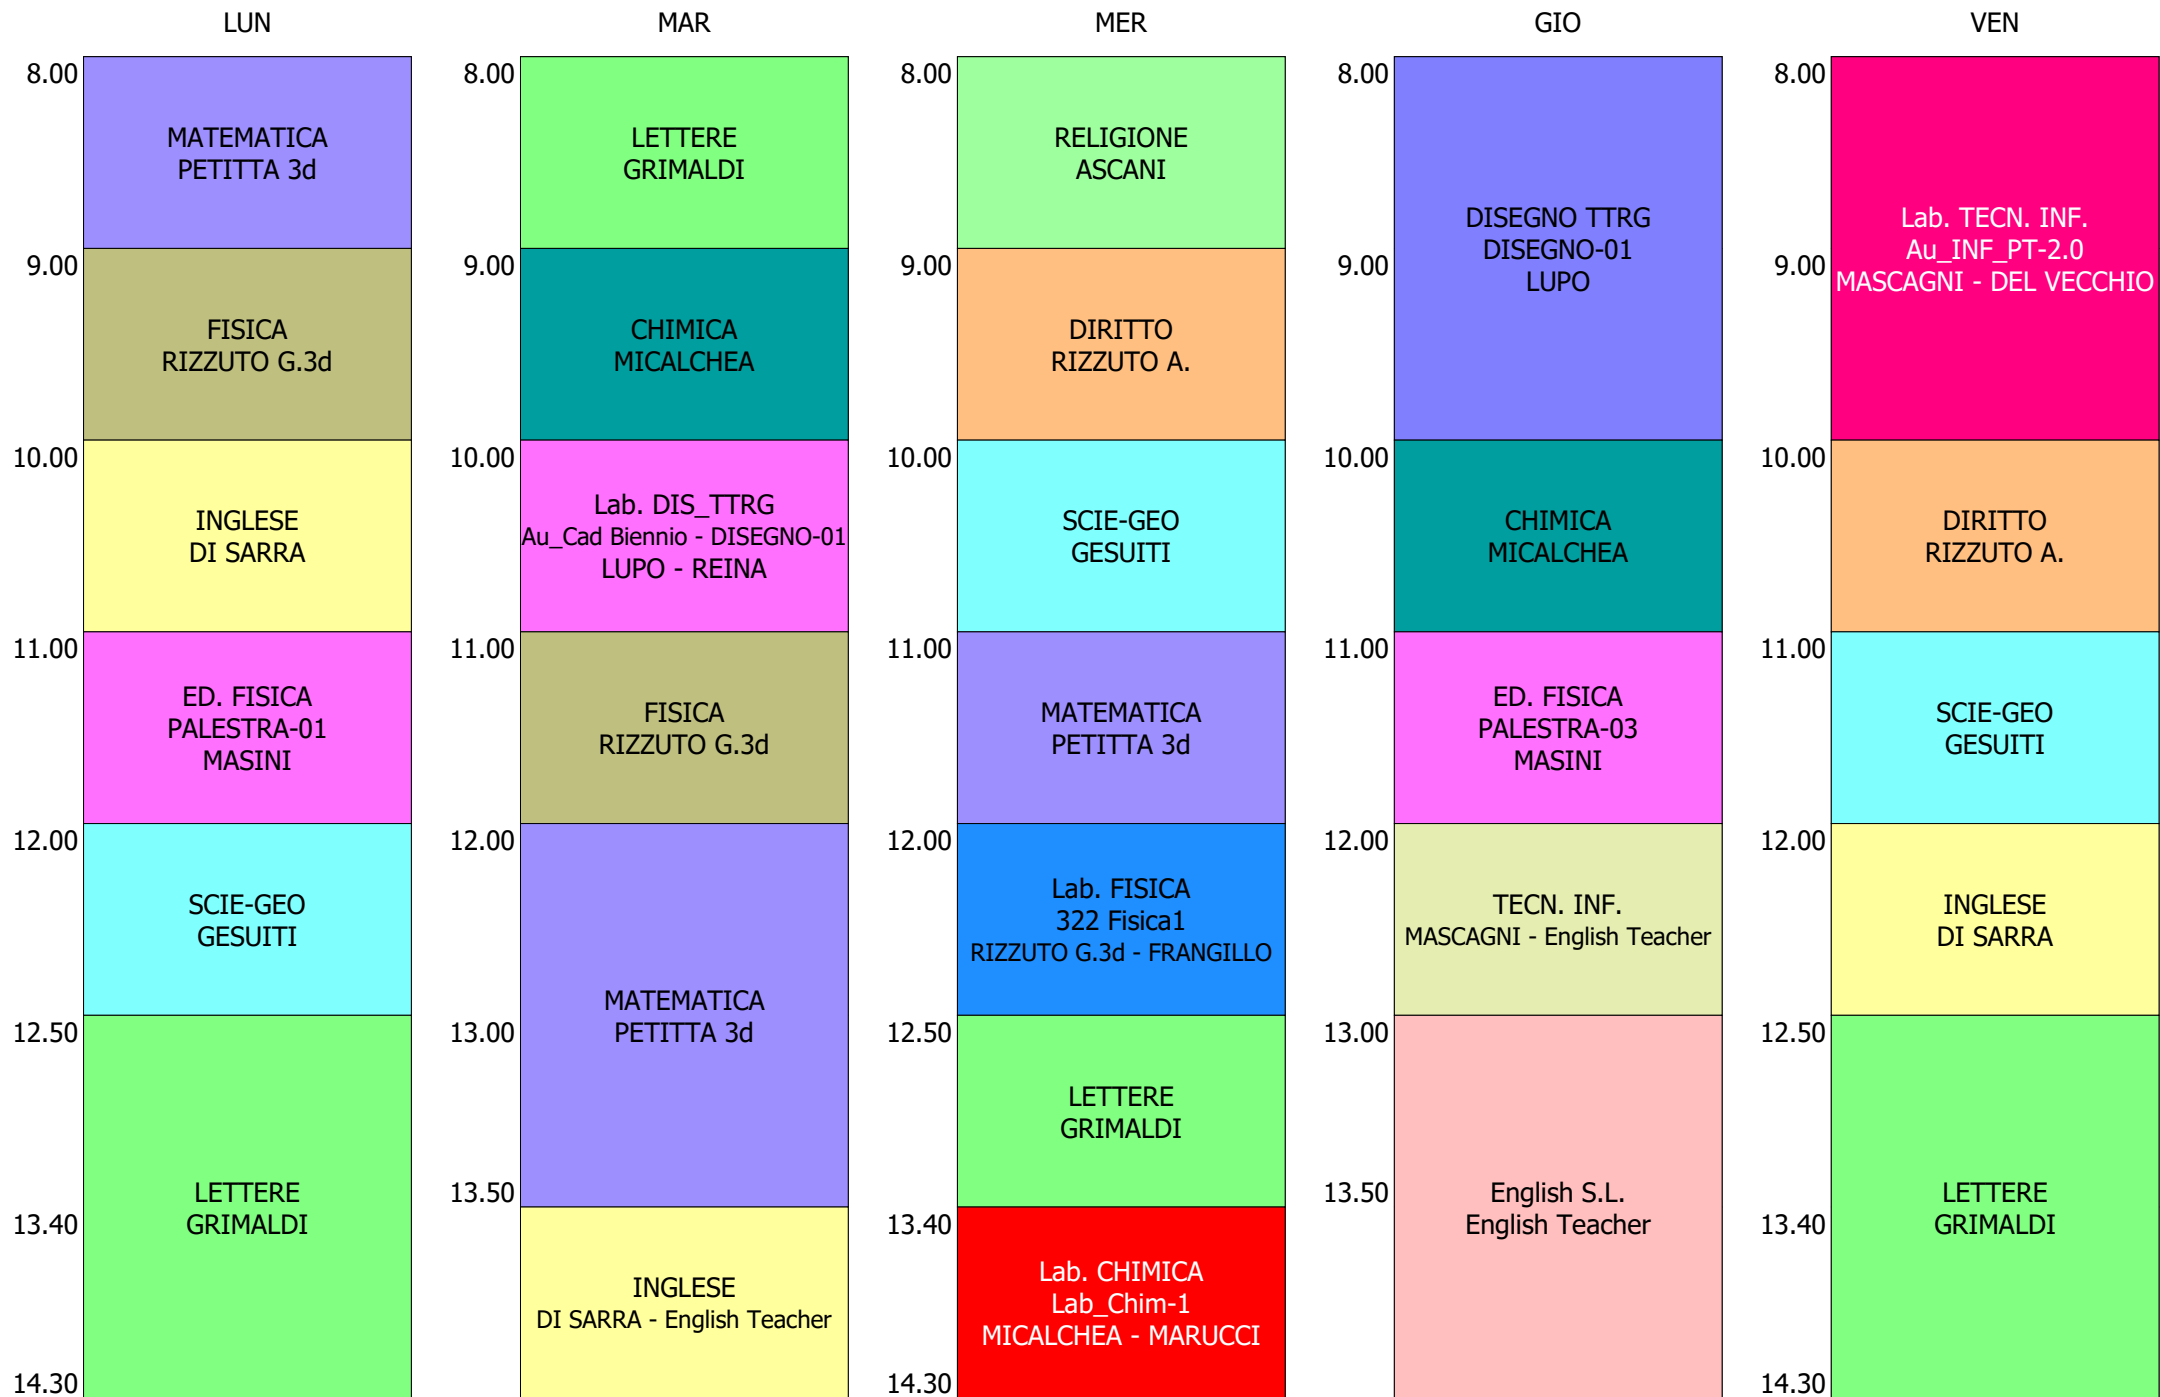 LUN
8.00
MATEMATICA
PETITTA 3d
9.00
FISICA
RIZZUTO G.3d
10.00
INGLESE
DI SARRA
11.00
ED. FISICA
PALESTRA-01
MASINI
12.00
SCIE-GEO
GESUITI
12.50
LETTERE
GRIMALDI
13.40
14.30
MAR
8.00
LETTERE
GRIMALDI
9.00
CHIMICA
MICALCHEA
10.00
Lab. DIS_TTRG
Au_Cad Biennio - DISEGNO-01
LUPO - REINA
11.00
FISICA
RIZZUTO G.3d
12.00
MATEMATICA
PETITTA 3d
13.00
13.50
INGLESE
DI SARRA - English Teacher
MER
8.00
RELIGIONE
ASCANI
9.00
DIRITTO
RIZZUTO A.
10.00
SCIE-GEO
GESUITI
11.00
MATEMATICA
PETITTA 3d
12.00
Lab. FISICA
322 Fisica1
RIZZUTO G.3d - FRANGILLO
12.50
LETTERE
GRIMALDI
13.40
Lab. CHIMICA
Lab_Chim-1
MICALCHEA - MARUCCI
14.30
GIO
8.00
DISEGNO TTRG
DISEGNO-01
LUPO
9.00
10.00
CHIMICA
MICALCHEA
11.00
ED. FISICA
PALESTRA-03
MASINI
12.00
TECN. INF.
MASCAGNI - English Teacher
13.00
English S.L.
English Teacher
13.50
VEN
8.00
Lab. TECN. INF.
Au_INF_PT-2.0
MASCAGNI - DEL VECCHIO
9.00
10.00
DIRITTO
RIZZUTO A.
11.00
SCIE-GEO
GESUITI
12.00
INGLESE
DI SARRA
12.50
LETTERE
GRIMALDI
13.40
14.30